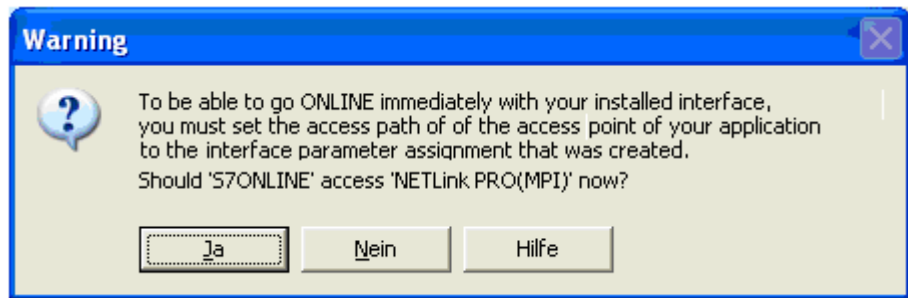 Warning
To be able to go ONLINE immediately with your installed interface,
you must set the access path of of the access point of your application
to the interface parameter assignment that was created.
Should 'S7ONLINE' access 'NETLink PRO(MPI)' now?
Ja Nein Hilfe